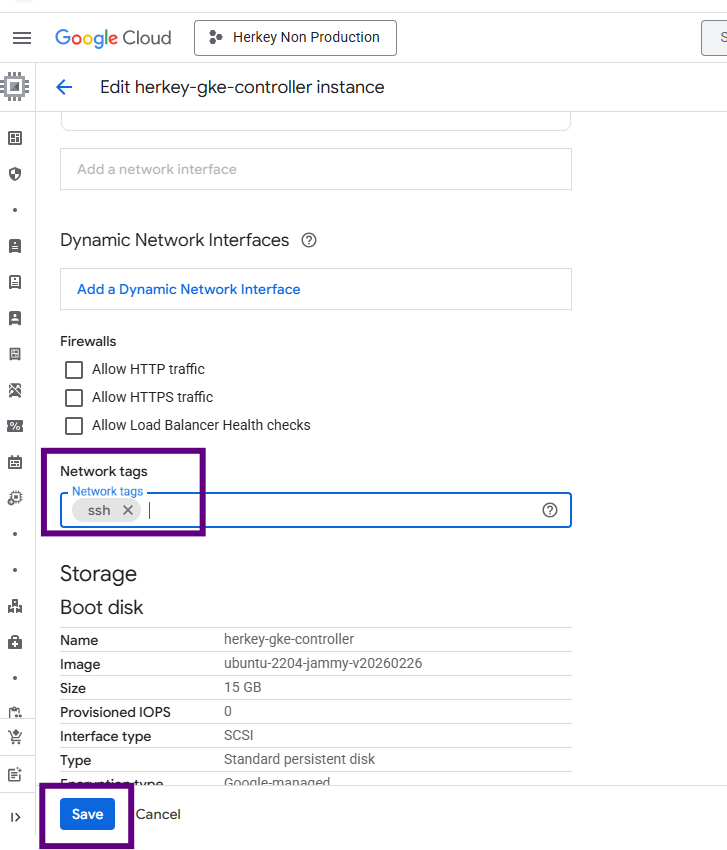 Google Cloud
Herkey Non Production
S
Edit herkey-gke-controller instance
Add a network interface
Dynamic Network Interfaces
Add a Dynamic Network Interface
Firewalls
Allow HTTP traffic
Allow HTTPS traffic
Allow Load Balancer Health checks
Network tags
Network tags
ssh
Storage
Boot disk
Name herkey-gke-controller
Image ubuntu-2204-jammy-v20260226
Size 15 GB
Provisioned IOPS 0
Interface type SCSI
Type Standard persistent disk
Encryption type Google-managed
Save Cancel